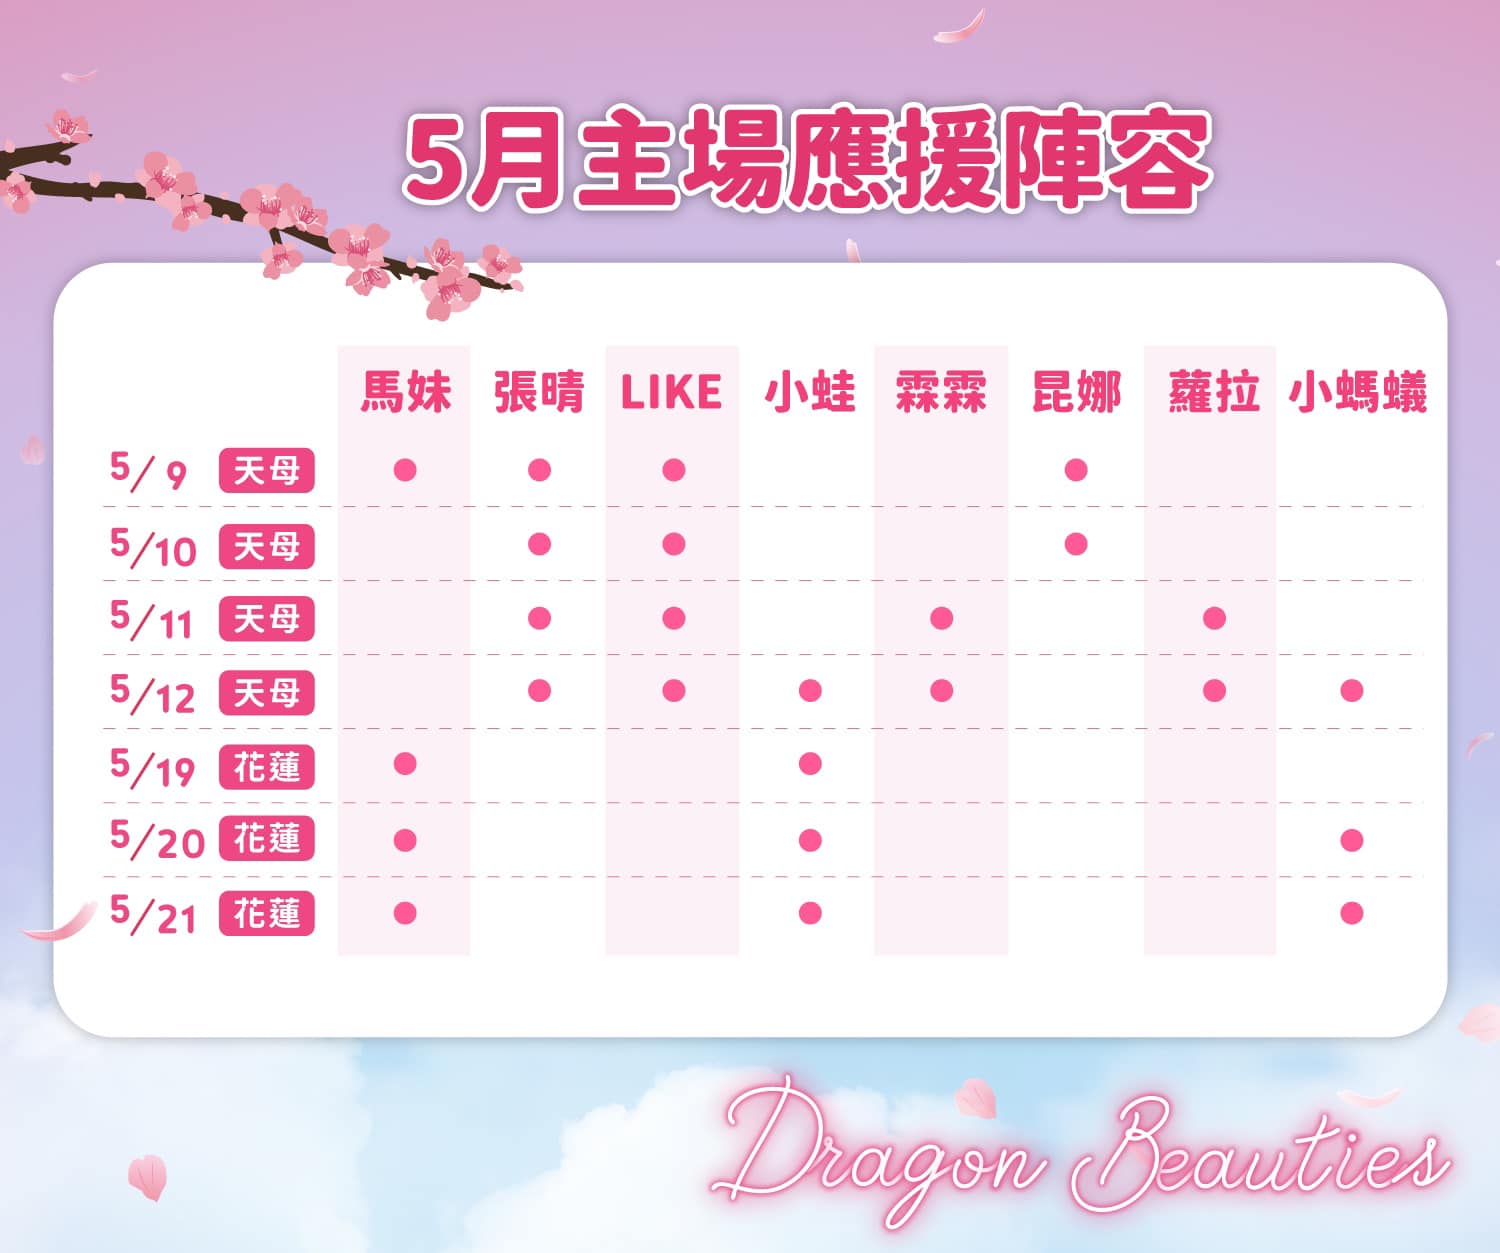 5月主場應援陣容
馬妹 張晴 LIKE 小蛙 霖霖 昆娜 蘿拉 小螞蟻
5/9 天母 ● ● ● ●
5/10 天母 ● ● ●
5/11 天母 ● ● ● ●
5/12 天母 ● ● ● ● ● ●
5/19 花蓮 ● ●
5/20 花蓮 ● ● ●
5/21 花蓮 ● ● ●
Dragon Beauties